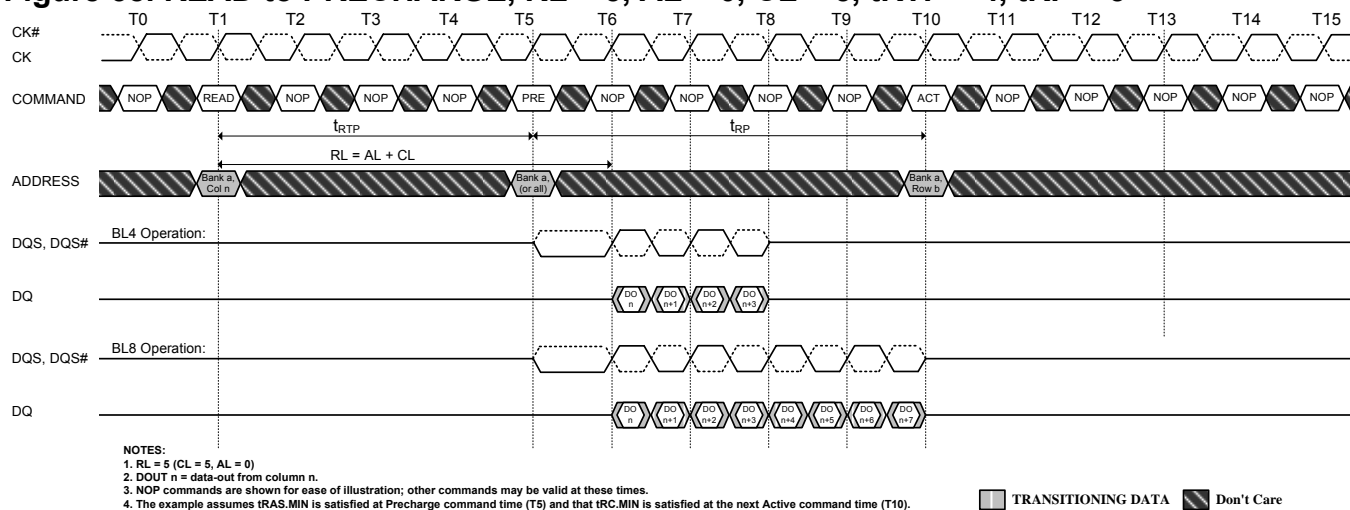 Figure READ to PRECHARGE, RL = 5, AL = 0, CL = 5, tRTP = 4, tRP = 5
T0 T1 T2 T3 T4 T5 T6 T7 T8 T9 T10 T11 T12 T13 T14 T15
CK#
CK
COMMAND NOP READ NOP NOP NOP PRE NOP NOP NOP NOP ACT NOP NOP NOP NOP NOP
tRTP tRP
RL = AL + CL
ADDRESS
Bank a, Col n
Bank a, (or all)
Bank a, Row b
DQS, DQS# BL4 Operation:
DQ
DO n DO n+1 DO n+2 DO n+3
DQS, DQS# BL8 Operation:
DQ
DO n DO n+1 DO n+2 DO n+3 DO n+4 DO n+5 DO n+6 DO n+7
NOTES:
1. RL = 5 (CL = 5, AL = 0)
2. DOUT n = data-out from column n.
3. NOP commands are shown for ease of illustration; other commands may be valid at these times.
4. The example assumes tRAS.MIN is satisfied at Precharge command time (T5) and that tRC.MIN is satisfied at the next Active command time (T10).
TRANSITIONING DATA Don't Care